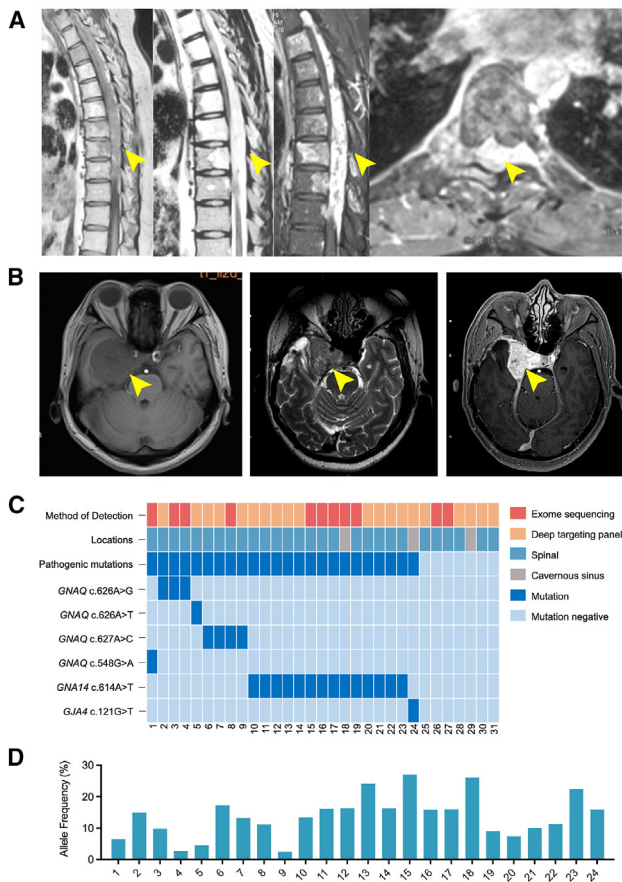 A
B
t1_fl2d_
C
Method of Detection
Locations
Pathogenic mutations
GNAQ c.626A>G
GNAQ c.626A>T
GNAQ c.627A>C
GNAQ c.548G>A
GNA14 c.614A>T
GJA4 c.121G>T
1 2 3 4 5 6 7 8 9 10 11 12 13 14 15 16 17 18 19 20 21 22 23 24 25 26 27 28 29 30 31
Exome sequencing
Deep targeting panel
Spinal
Cavernous sinus
Mutation
Mutation negative
D
Allele Frequency (%)
30
20
10
0
1 2 3 4 5 6 7 8 9 10 11 12 13 14 15 16 17 18 19 20 21 22 23 24